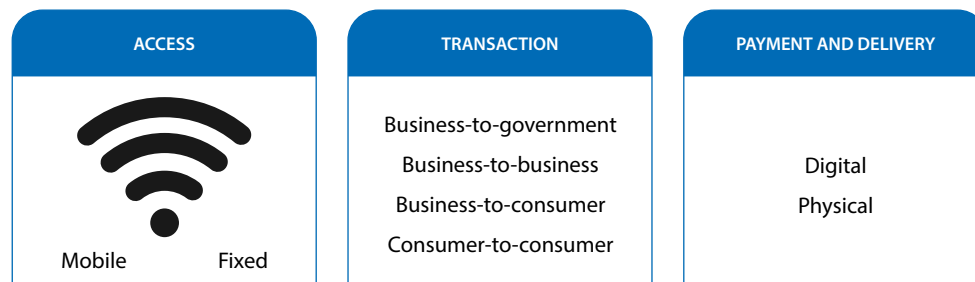 ACCESS
Mobile Fixed
TRANSACTION
Business-to-government
Business-to-business
Business-to-consumer
Consumer-to-consumer
PAYMENT AND DELIVERY
Digital
Physical